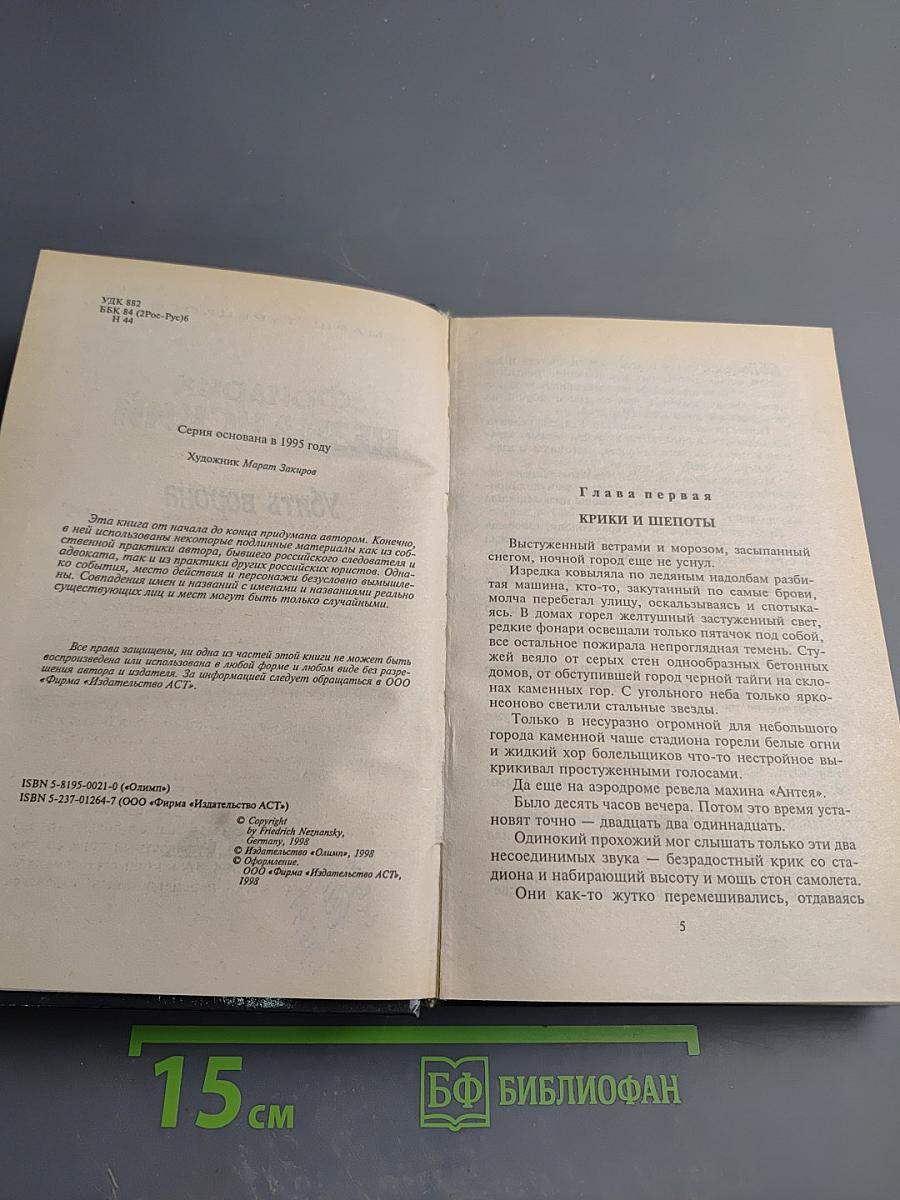 УДК 882
ББК 84 (2Рос-Рус)6
Н 44
Серия основана в 1995 году
Художник Марат Закиров
Эта книга от начала до конца придумана автором. Конечно,
в ней использованы некоторые подлинные материалы как из соб-
ственной практики автора, бывшего российского следователя и
адвоката, так и из практики других российских юристов. Одна-
ко события, место действия и персонажи безусловно вымышле-
ны. Совпадения имен и названий с именами и названиями реально
существующих лиц и мест могут быть только случайными.
Все права защищены, ни одна из частей этой книги не может быть
воспроизведена или использована в любой форме и любом виде без разре-
шения автора и издателя. За информацией следует обращаться в ООО
«Фирма «Издательство АСТ».
ISBN 5-8195-0021-0 («Олимп»)
ISBN 5-237-01264-7 (ООО «Фирма «Издательство АСТ»)
© Copyright
by Friedrich Neznansky,
Germany, 1998
© Издательство «Олимп», 1998
© Оформление.
ООО «Фирма «Издательство АСТ»,
1998
Глава первая
КРИКИ И ШЕПОТЫ
Выстуженный ветрами и морозом, засыпанный
снегом, ночной город еще не уснул.
Изредка ковыляла по ледяным надолбам разби-
тая машина, кто-то, закутанный по самые брови,
молча перебегал улицу, оскальзываясь и спотыка-
ясь. В домах горел желтушный застуженный свет,
редкие фонари освещали только пятачок под собой,
все остальное пожирала непроглядная темень. Сту-
жей веяло от серых стен однообразных бетонных
домов, от обступившей город черной тайги на скло-
нах каменных гор. С угольного неба только ярко-
неоново светили стальные звезды.
Только в несуразно огромной для небольшого
города каменной чаше стадиона горели белые огни
и жидкий хор болельщиков что-то нестройное вы-
крикивал простуженными голосами.
Да еще на аэродроме ревела махина «Антея».
Было десять часов вечера. Потом это время уста-
новят точно — двадцать два одиннадцать.
Одинокий прохожий мог слышать только эти два
несоединимых звука — безрадостный крик со ста-
диона и набирающий высоту и мощь стон самолета.
Они как-то жутко перемешивались, отдаваясь
5
15 см
БФ БИБЛИОФАН